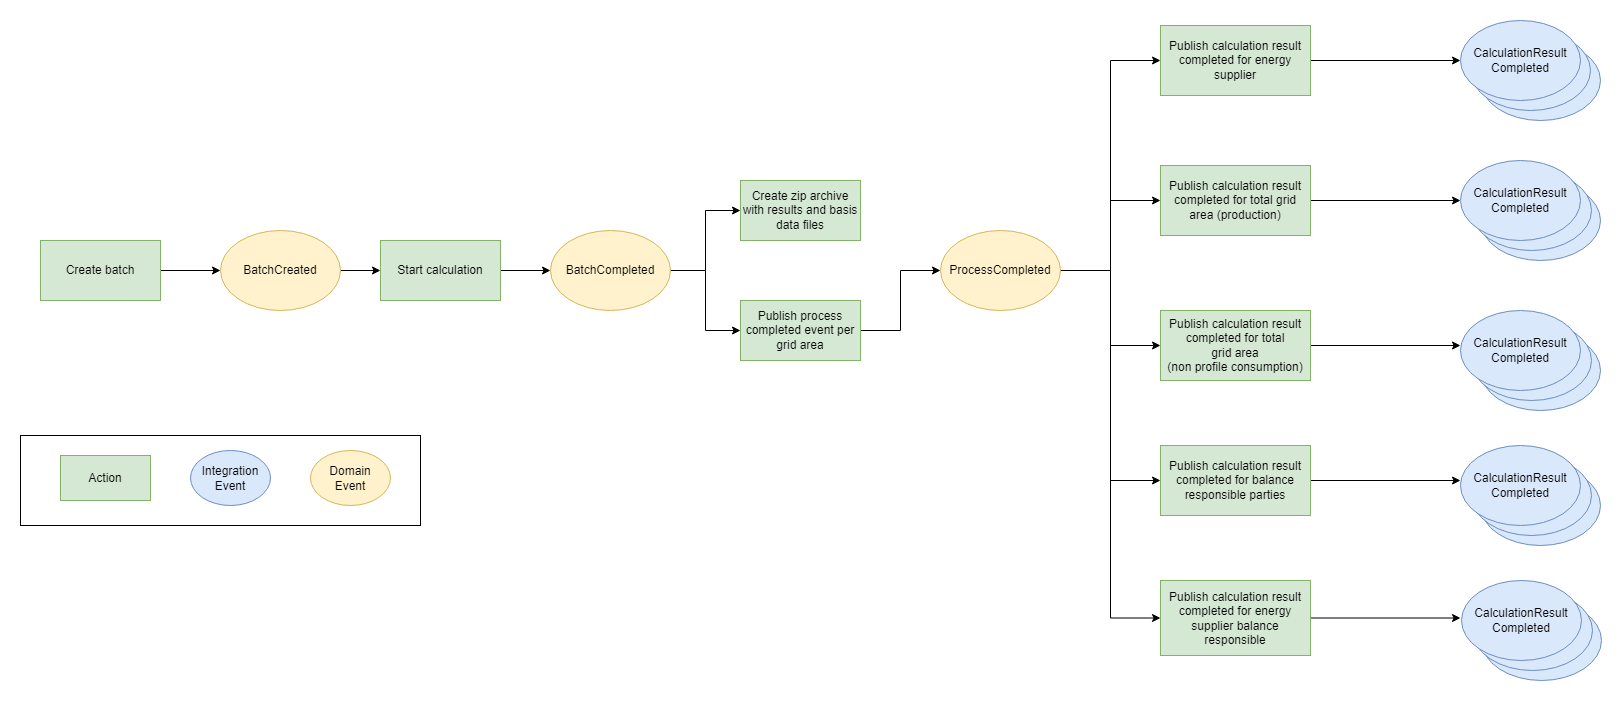 Create batch
BatchCreated
Start calculation
BatchCompleted
Create zip archive
with results and basis
data files
Publish process
completed event per
grid area
ProcessCompleted
Publish calculation result
completed for energy
supplier
CalculationResult
Completed
Publish calculation result
completed for total grid
area (production)
CalculationResult
Completed
Publish calculation result
completed for total
grid area
(non profile consumption)
CalculationResult
Completed
Publish calculation result
completed for balance
responsible parties
CalculationResult
Completed
Publish calculation result
completed for energy
supplier balance
responsible
CalculationResult
Completed
Action
Integration
Event
Domain
Event